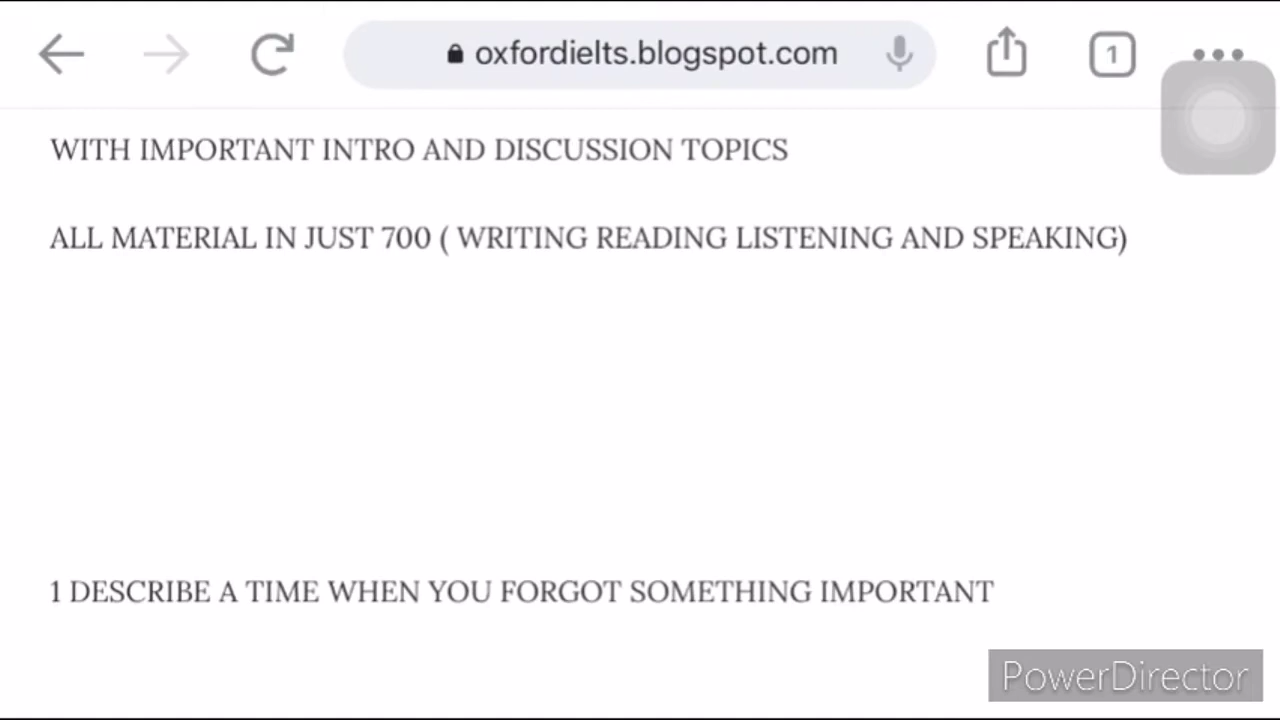 oxfordielts.blogspot.com
1
WITH IMPORTANT INTRO AND DISCUSSION TOPICS
ALL MATERIAL IN JUST 700 ( WRITING READING LISTENING AND SPEAKING)
1 DESCRIBE A TIME WHEN YOU FORGOT SOMETHING IMPORTANT
PowerDirector